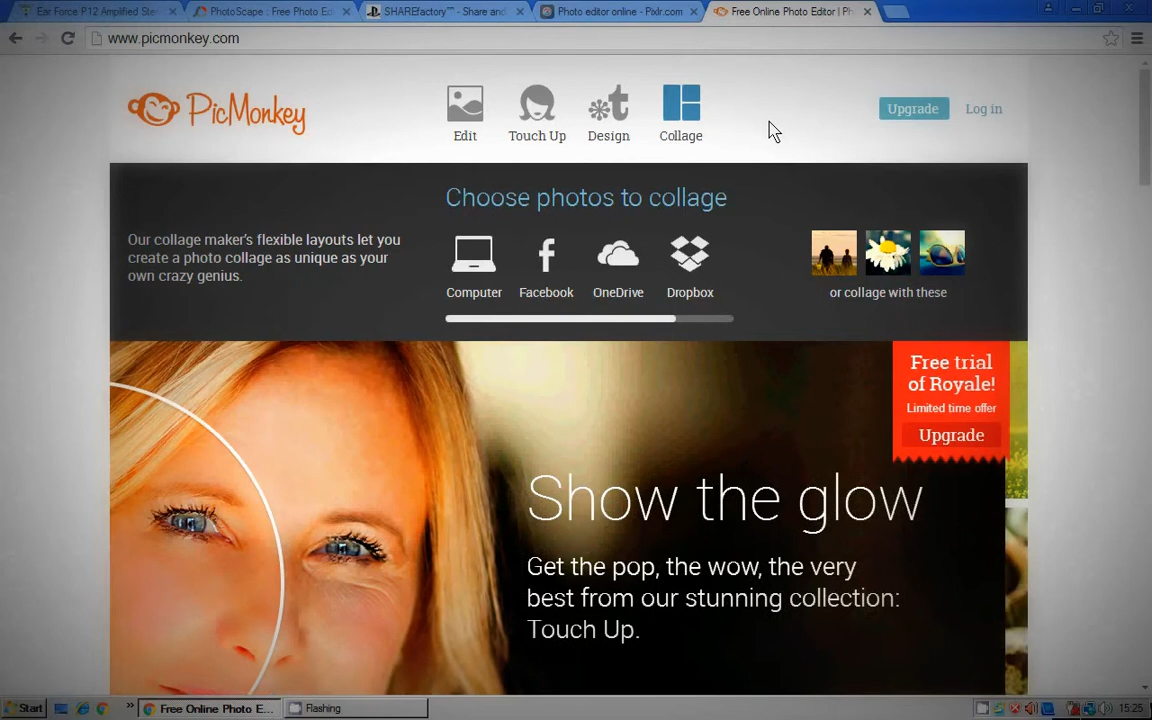 Ear Force P12 Amplified Ste
PhotoScape : Free Photo Ed
SHAREfactory™ - Share and
Photo editor online - Pixlr.com
Free Online Photo Editor | Ph
www.picmonkey.com
PicMonkey
Edit
Touch Up
Design
Collage
Upgrade
Log in
Choose photos to collage
Our collage maker's flexible layouts let you
create a photo collage as unique as your
own crazy genius.
Computer
Facebook
OneDrive
Dropbox
or collage with these
Free trial
of Royale!
Limited time offer
Upgrade
Show the glow
Get the pop, the wow, the very
best from our stunning collection:
Touch Up.
Start
Free Online Photo E...
Flashing
15:25